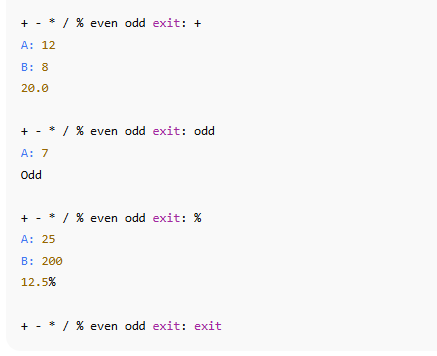 + - * / % even odd exit: +
A: 12
B: 8
20.0
+ - * / % even odd exit: odd
A: 7
Odd
+ - * / % even odd exit: %
A: 25
B: 200
12.5%
+ - * / % even odd exit: exit